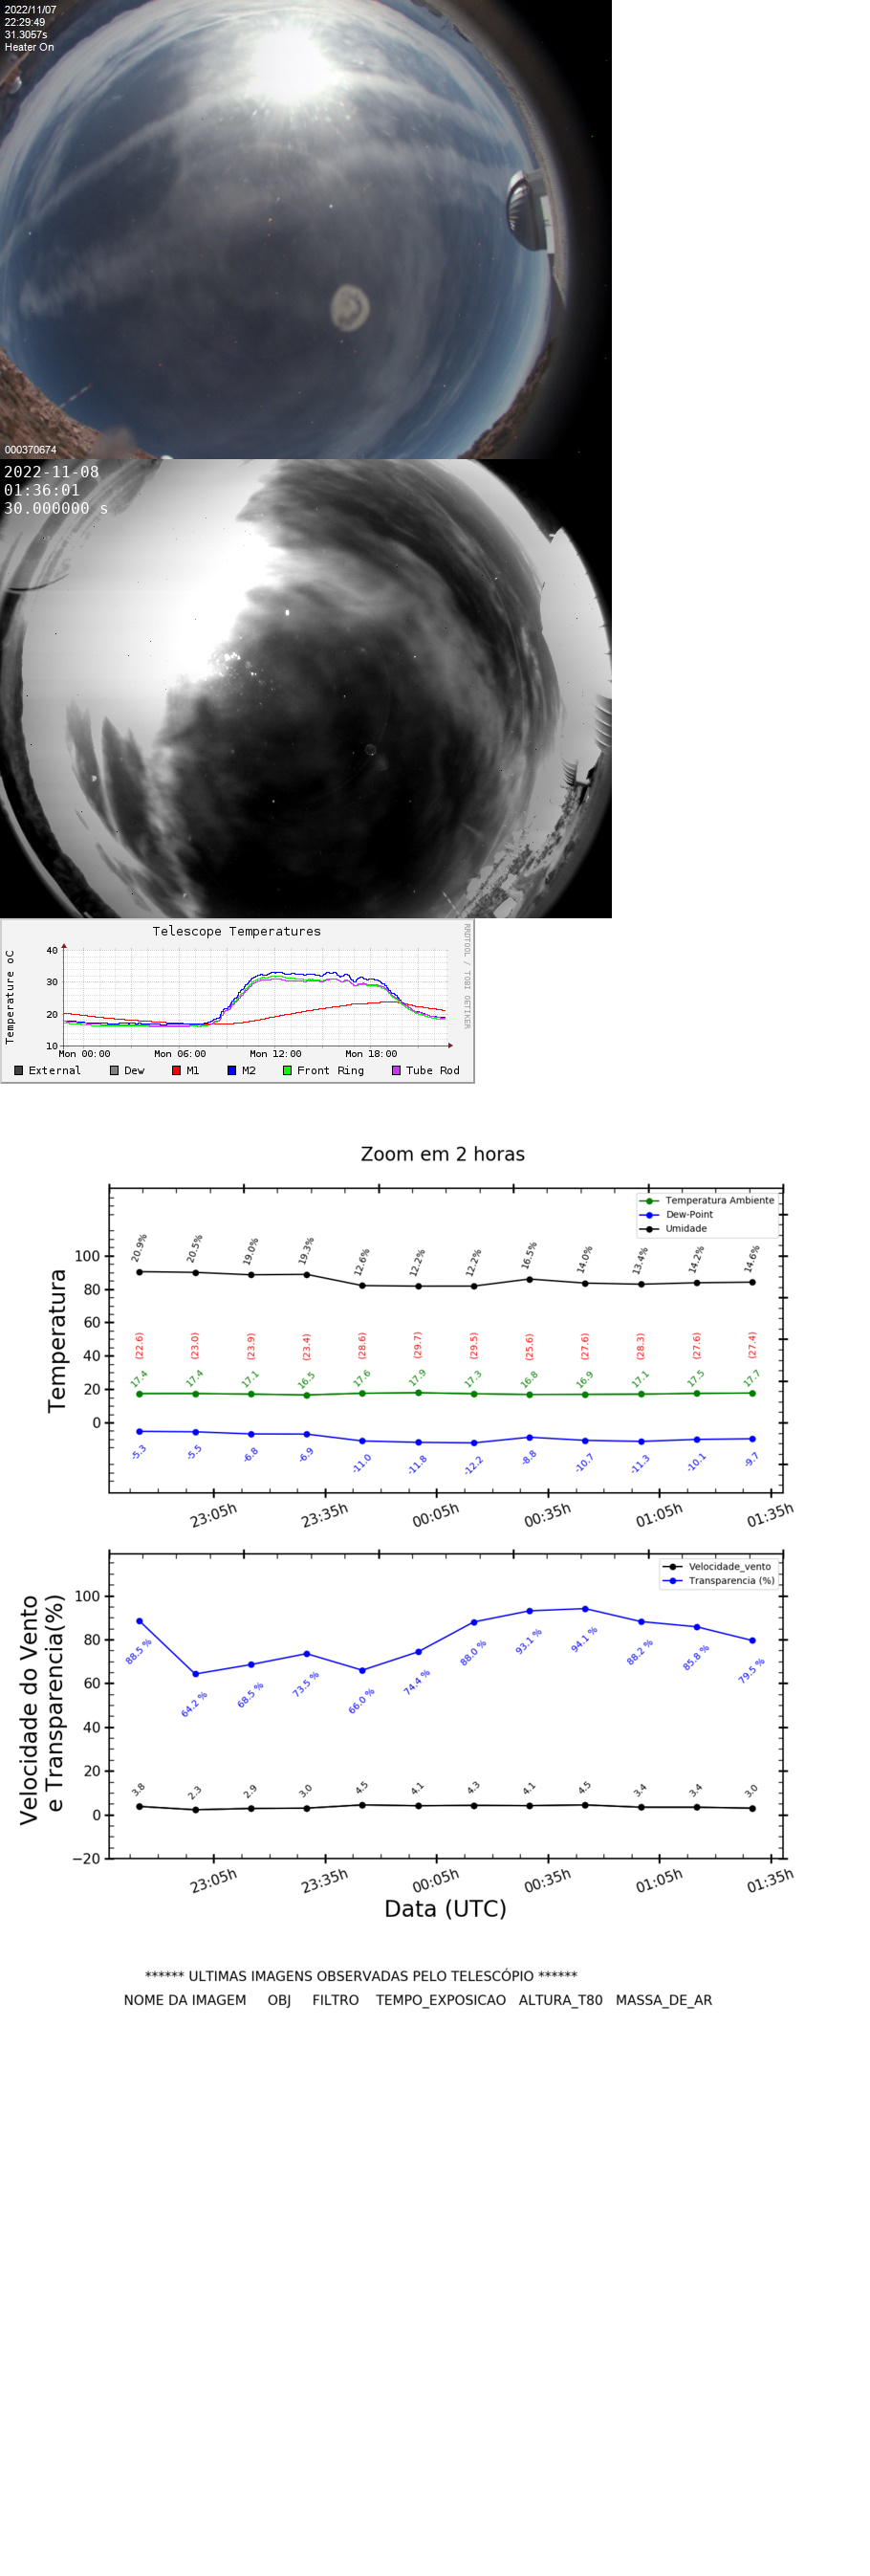 2022/11/07
22:29:49
31.3057s
Heater On
000370674
2022-11-08
01:36:01
30.000000 s
Telescope Temperatures
RRDTOOL / TOBI OETIKER
Temperature oC
40
30
20
10
Mon 00:00 Mon 06:00 Mon 12:00 Mon 18:00
External Dew M1 M2 Front Ring Tube Rod
Zoom em 2 horas
Temperatura Ambiente
Dew-Point
Umidade
Temperatura
100
80
60
40
20
0
20.9% 20.5% 19.0% 19.3% 12.6% 12.2% 12.2% 16.5% 14.0% 13.4% 14.2% 14.6%
(22.6) (23.0) (23.9) (23.4) (28.6) (29.7) (29.5) (25.6) (27.6) (28.3) (27.6) (27.4)
17.4 17.4 17.1 16.5 17.6 17.9 17.3 16.8 16.9 17.1 17.5 17.7
-5.3 -5.5 -6.8 -6.9 -11.0 -11.8 -12.2 -8.8 -10.7 -11.3 -10.1 -9.7
23:05h 23:35h 00:05h 00:35h 01:05h 01:35h
Velocidade_vento
Transparencia (%)
Velocidade do Vento
e Transparencia(%)
100
80
60
40
20
0
−20
88.5 % 64.2 % 68.5 % 73.5 % 66.0 % 74.4 % 88.0 % 93.1 % 94.1 % 88.2 % 85.8 % 79.5 %
3.8 2.3 2.9 3.0 4.5 4.1 4.3 4.1 4.5 3.4 3.4 3.0
23:05h 23:35h 00:05h 00:35h 01:05h 01:35h
Data (UTC)
****** ULTIMAS IMAGENS OBSERVADAS PELO TELESCÓPIO ******
NOME DA IMAGEM OBJ FILTRO TEMPO_EXPOSICAO ALTURA_T80 MASSA_DE_AR